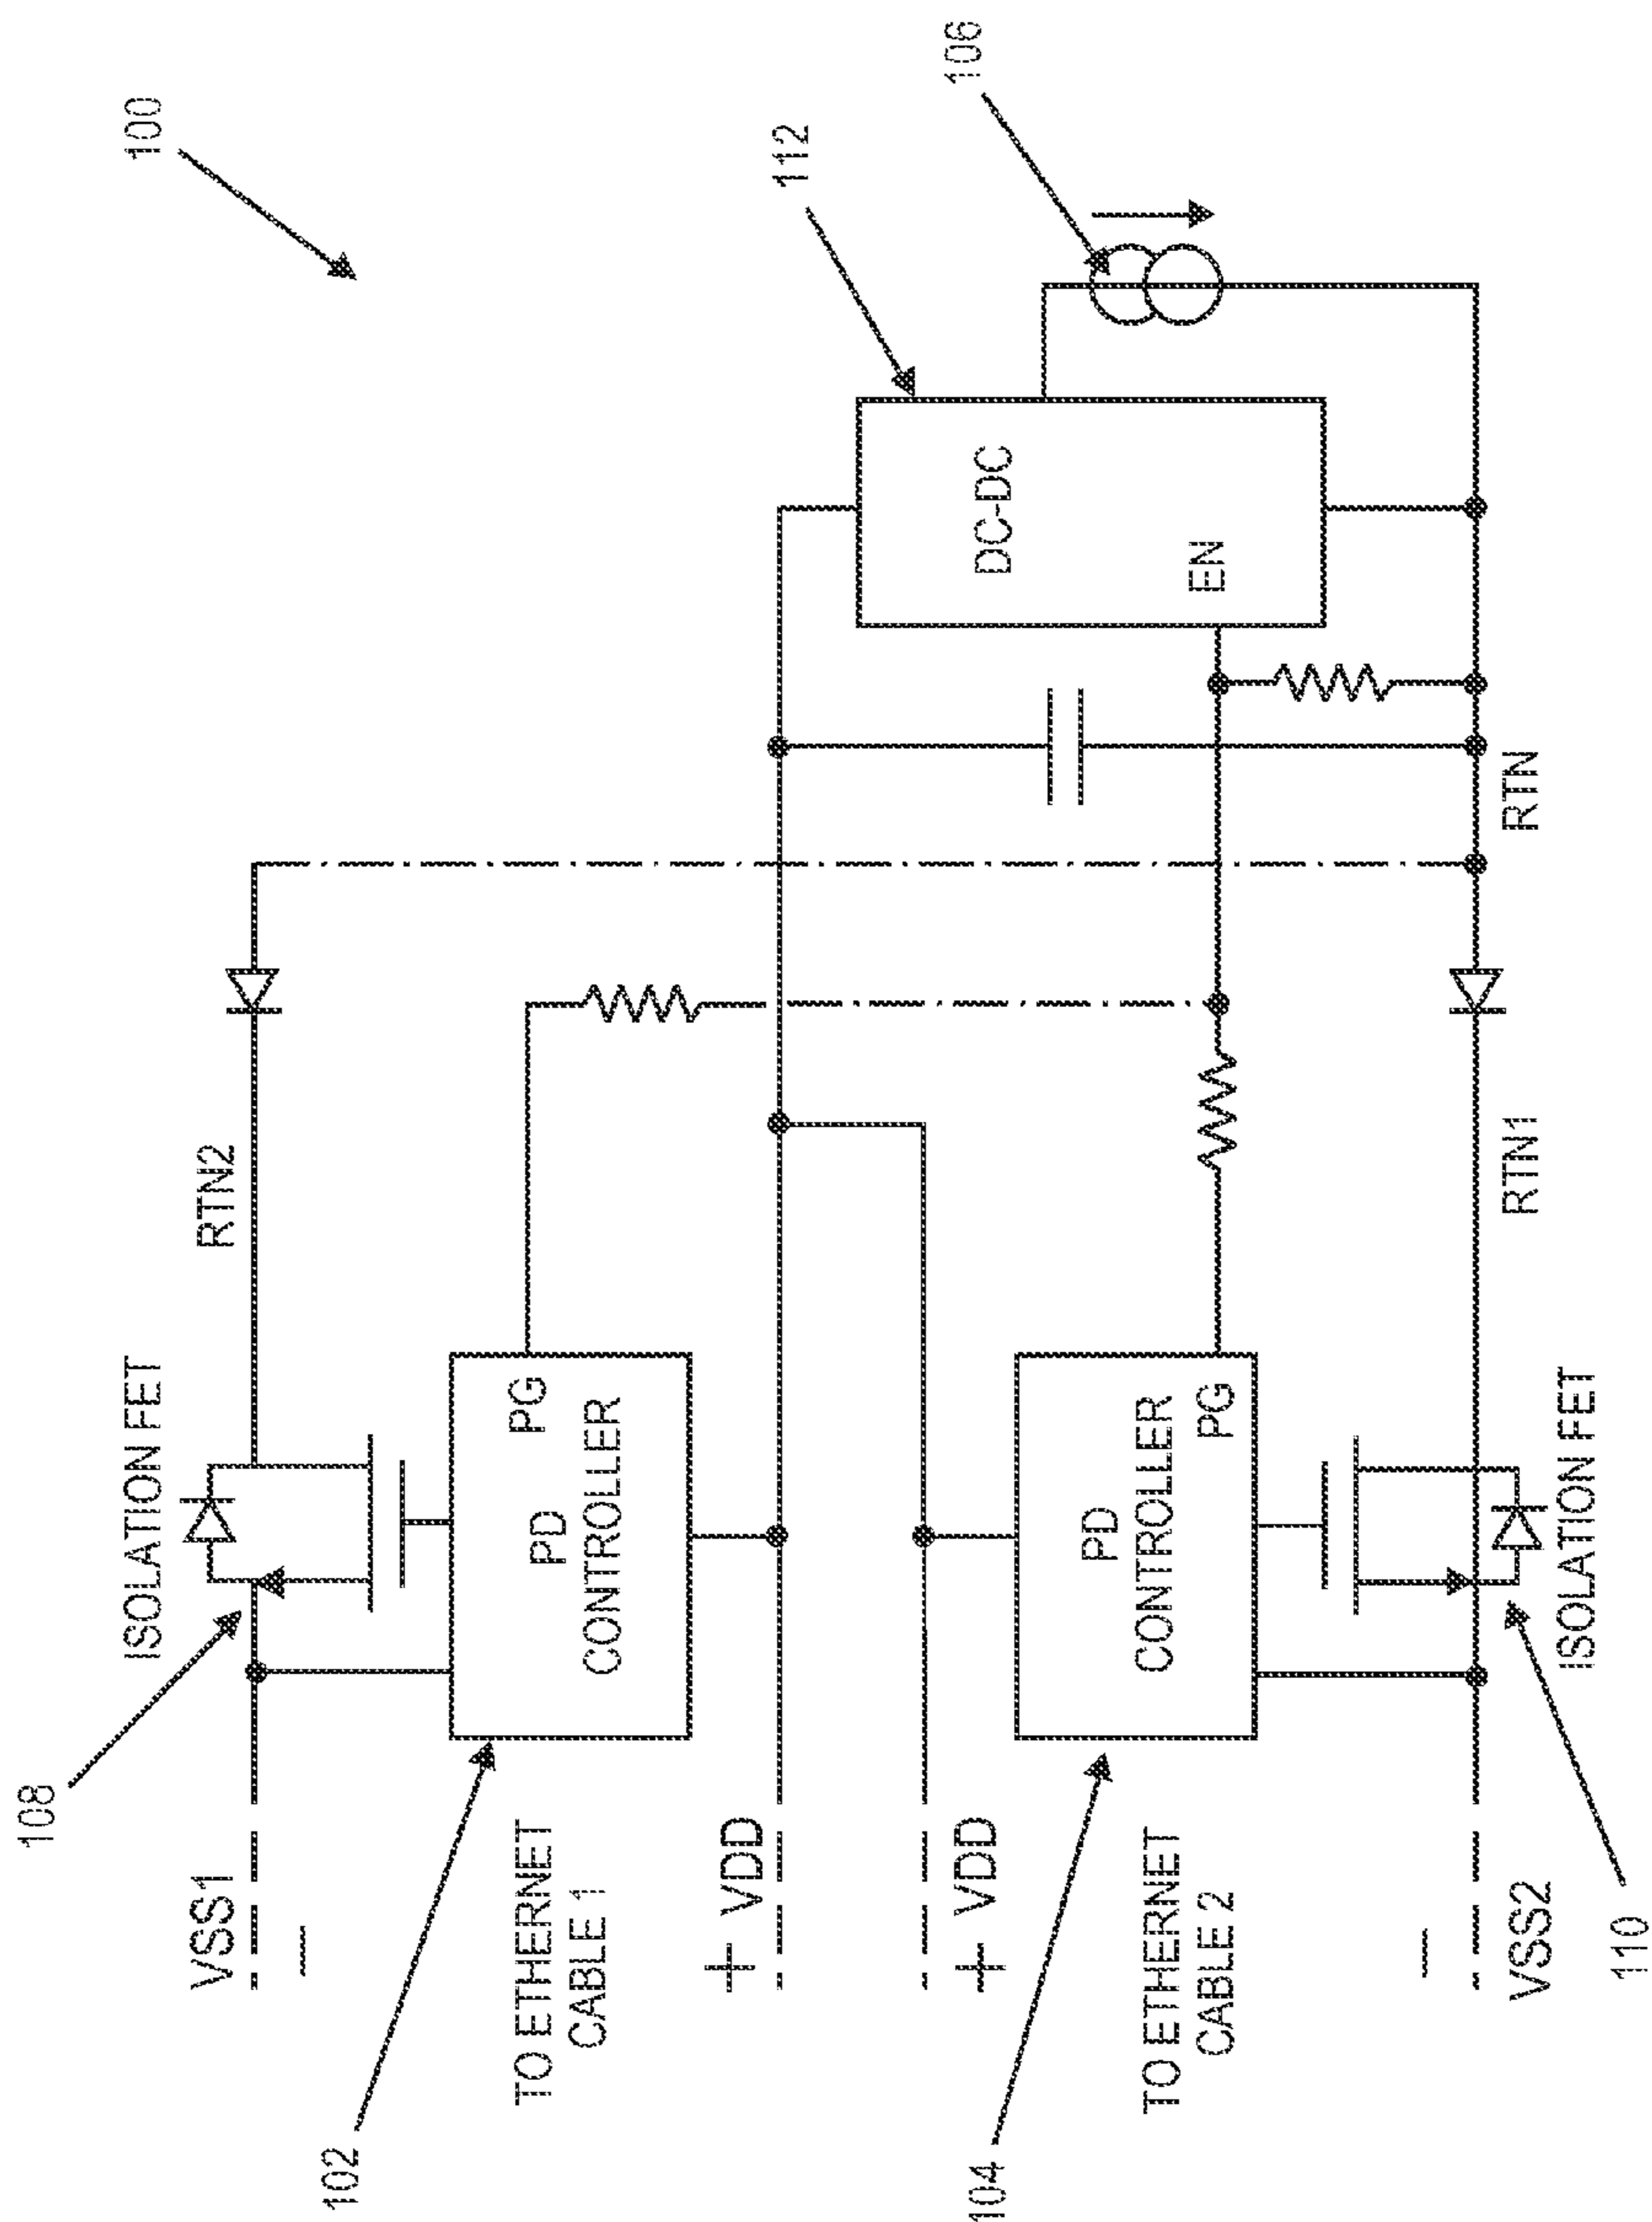 100
106
112
108
ISOLATION FET
RTN2
VSS1
−
102
PG
PD
CONTROLLER
TO ETHERNET
CABLE 1
+ VDD
DC-DC
EN
+ VDD
104
PD
CONTROLLER
PG
TO ETHERNET
CABLE 2
−
VSS2
RTN1
RTN
ISOLATION FET
110